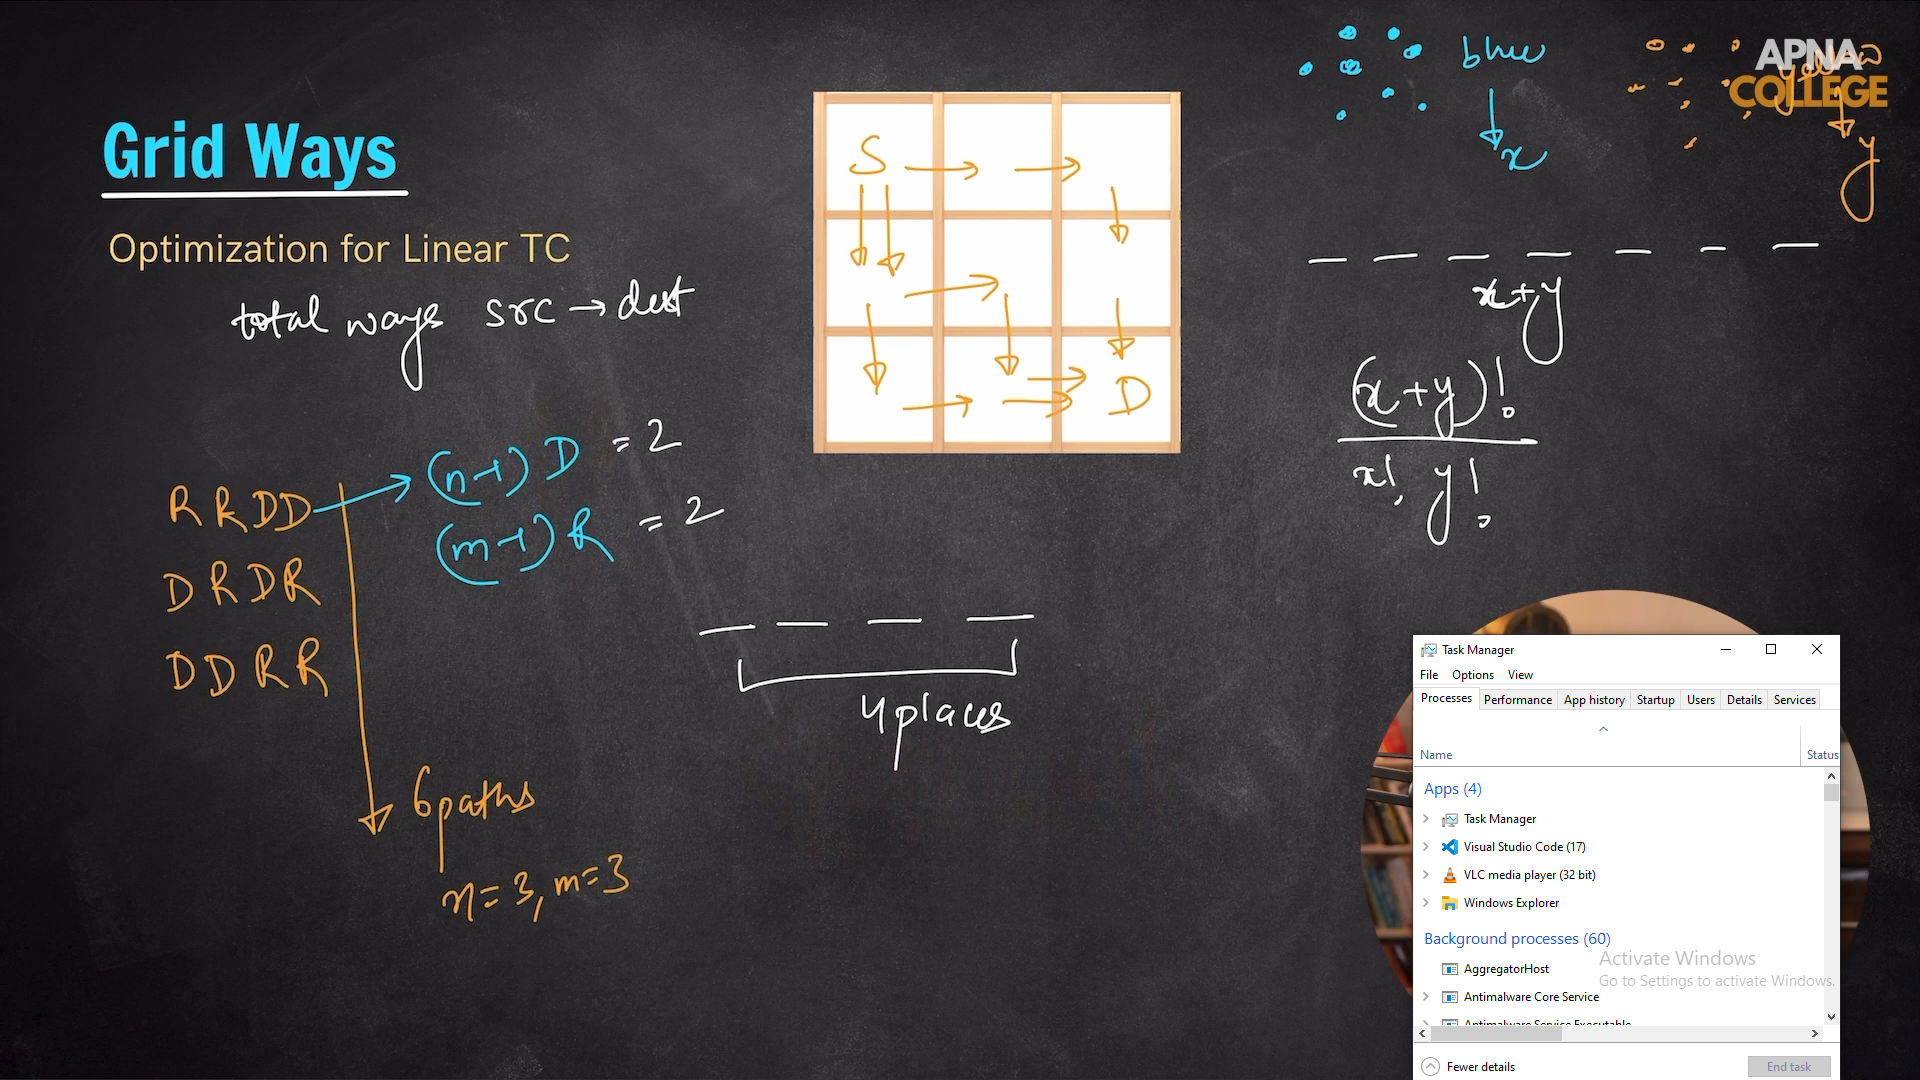 APNA
COLLEGE
Grid Ways
Optimization for Linear TC
total ways src → dest
S
D
blue
x
yellow
y
x+y
(x+y)!
x! y!
RRDD
DRDR
DDRR
(n-1) D = 2
(m-1) R = 2
4 places
6 paths
n=3, m=3
Task Manager
File Options View
Processes Performance App history Startup Users Details Services
Name Status
Apps (4)
Task Manager
Visual Studio Code (17)
VLC media player (32 bit)
Windows Explorer
Background processes (60)
AggregatorHost
Antimalware Core Service
Antimalware Service Executable
Activate Windows
Go to Settings to activate Windows.
Fewer details
End task